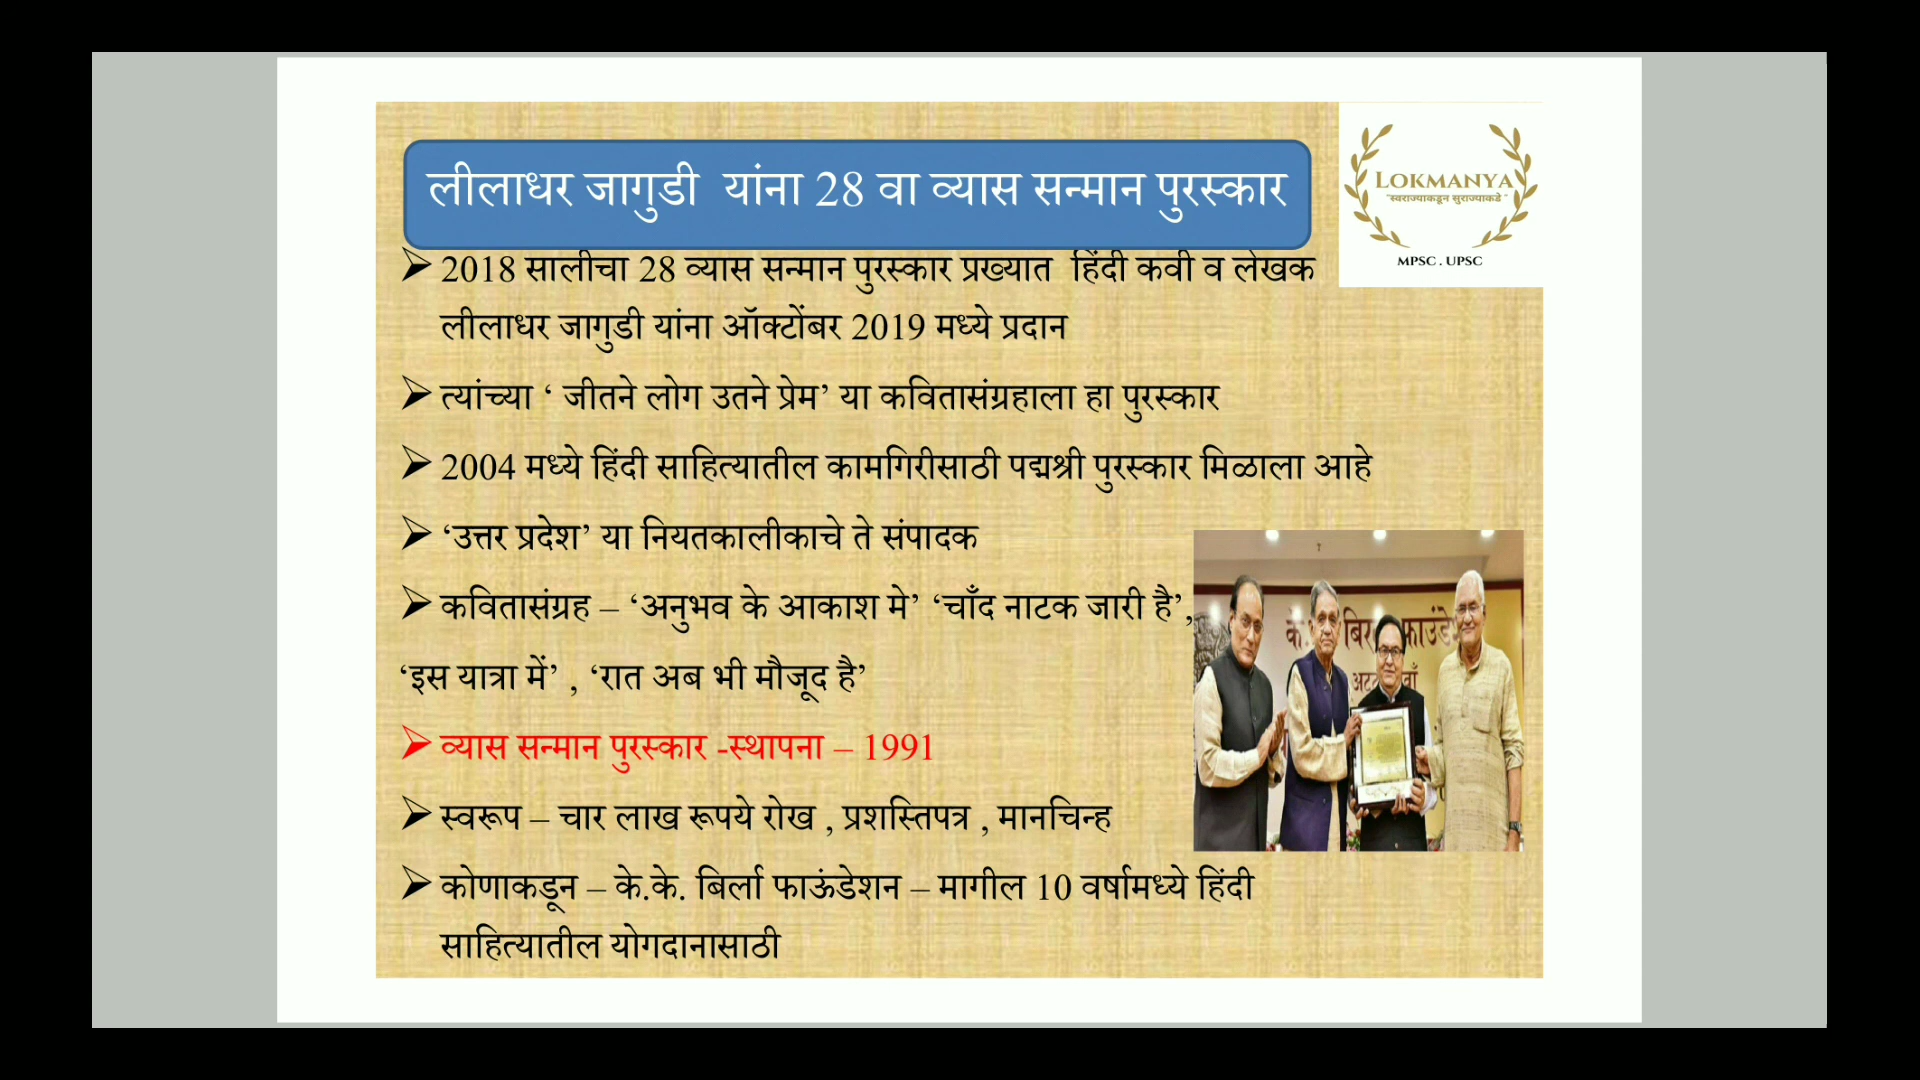 लीलाधर जागुडी यांना 28 वा व्यास सन्मान पुरस्कार
LOKMANYA
"स्वराज्याकडून सुराज्याकडे"
MPSC . UPSC
➢ 2018 सालीचा 28 व्यास सन्मान पुरस्कार प्रख्यात हिंदी कवी व लेखक
लीलाधर जागुडी यांना ऑक्टोंबर 2019 मध्ये प्रदान
➢ त्यांच्या ‘ जीतने लोग उतने प्रेम’ या कवितासंग्रहाला हा पुरस्कार
➢ 2004 मध्ये हिंदी साहित्यातील कामगिरीसाठी पद्मश्री पुरस्कार मिळाला आहे
➢ ‘उत्तर प्रदेश’ या नियतकालीकाचे ते संपादक
➢ कवितासंग्रह – ‘अनुभव के आकाश मे’ ‘चाँद नाटक जारी है’,
‘इस यात्रा में’ , ‘रात अब भी मौजूद है’
➢ व्यास सन्मान पुरस्कार -स्थापना – 1991
➢ स्वरूप – चार लाख रूपये रोख , प्रशस्तिपत्र , मानचिन्ह
➢ कोणाकडून – के.के. बिर्ला फाऊंडेशन – मागील 10 वर्षामध्ये हिंदी
साहित्यातील योगदानासाठी
के.